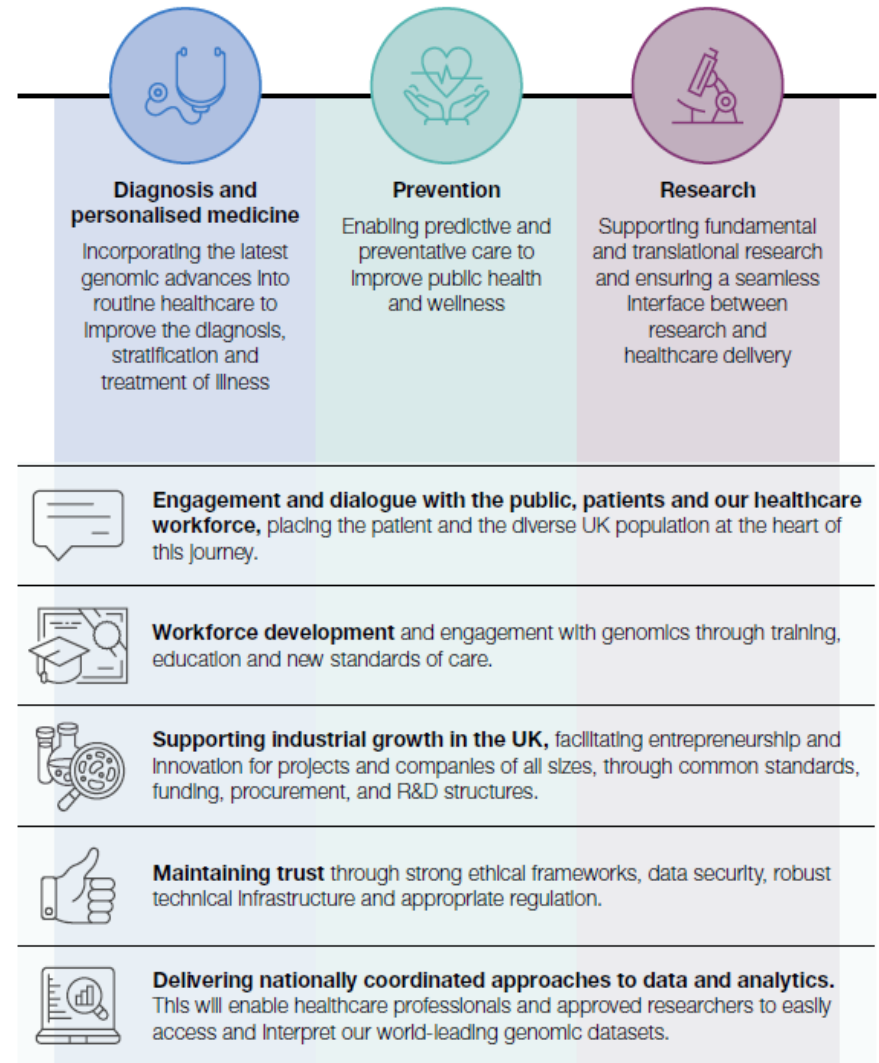 Diagnosis and
personalised medicine
Incorporating the latest
genomic advances into
routine healthcare to
improve the diagnosis,
stratification and
treatment of illness
Prevention
Enabling predictive and
preventative care to
improve public health
and wellness
Research
Supporting fundamental
and translational research
and ensuring a seamless
interface between
research and
healthcare delivery
Engagement and dialogue with the public, patients and our healthcare
workforce, placing the patient and the diverse UK population at the heart of
this journey.
Workforce development and engagement with genomics through training,
education and new standards of care.
Supporting industrial growth in the UK, facilitating entrepreneurship and
innovation for projects and companies of all sizes, through common standards,
funding, procurement, and R&D structures.
Maintaining trust through strong ethical frameworks, data security, robust
technical infrastructure and appropriate regulation.
Delivering nationally coordinated approaches to data and analytics.
This will enable healthcare professionals and approved researchers to easily
access and interpret our world-leading genomic datasets.